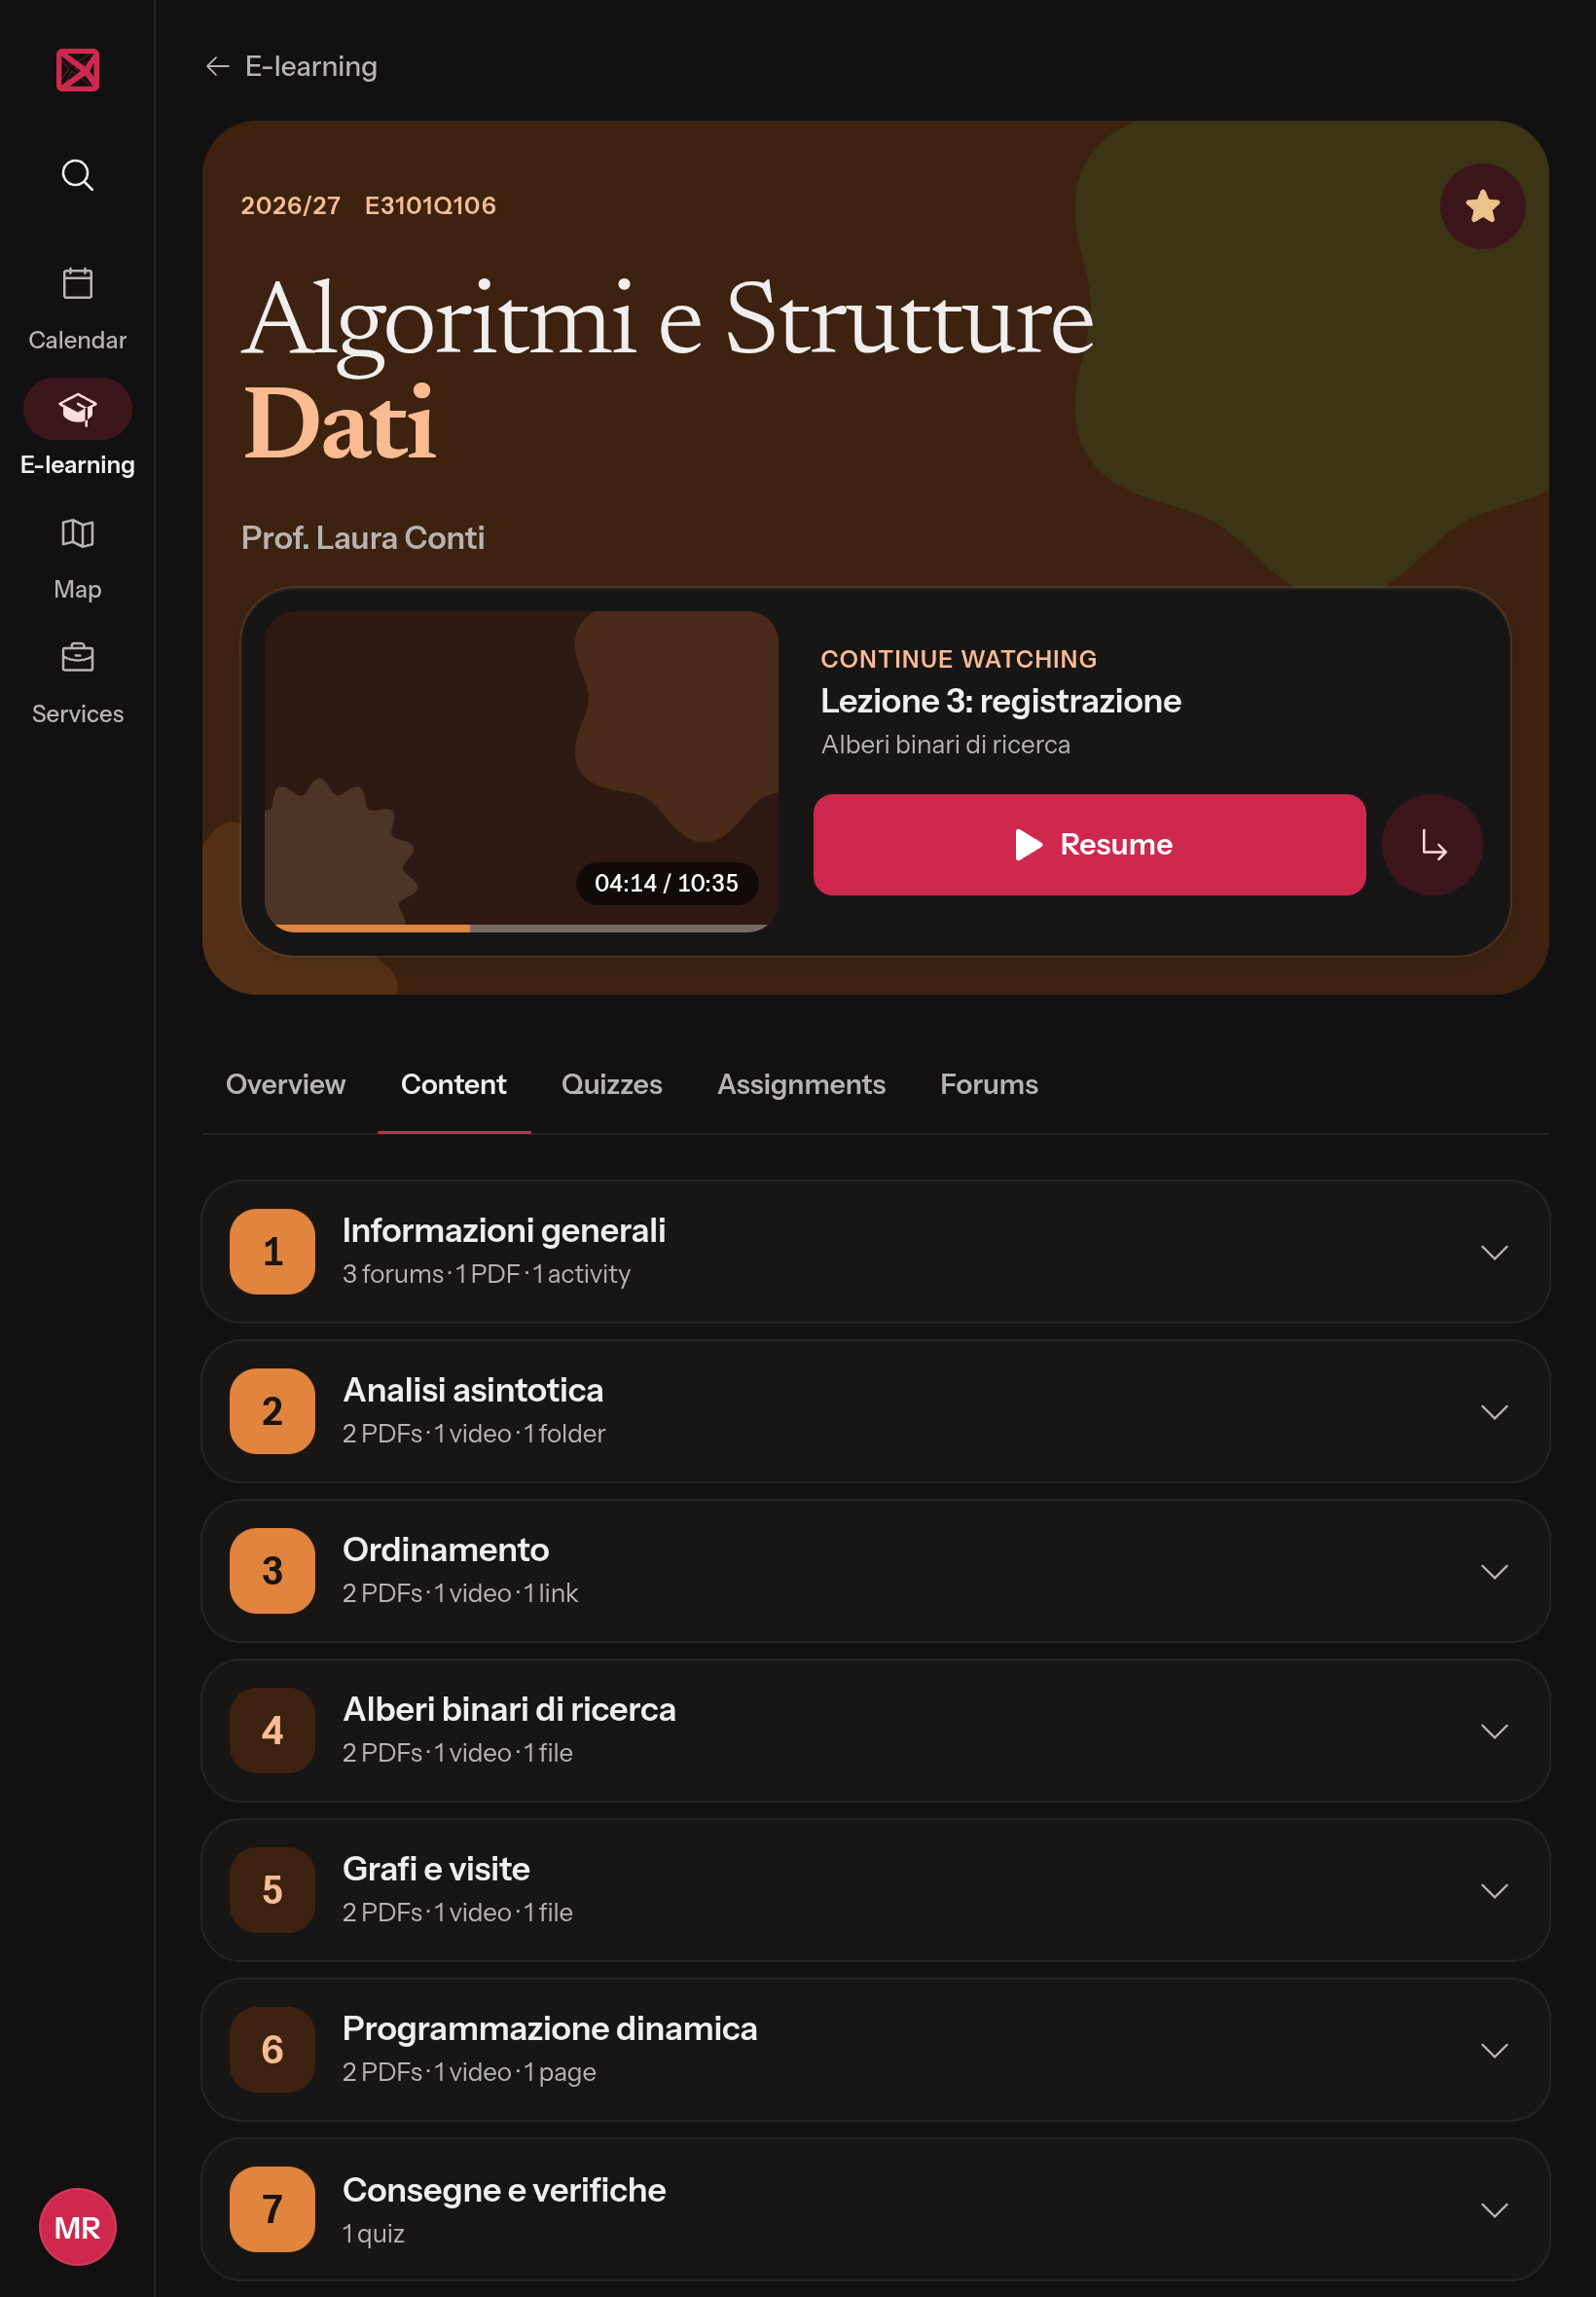 E-learning
2026/27 E3101Q106
Algoritmi e Strutture
Dati
Prof. Laura Conti
CONTINUE WATCHING
Lezione 3: registrazione
Alberi binari di ricerca
04:14 / 10:35
Resume
Calendar
E-learning
Map
Services
MR
Overview Content Quizzes Assignments Forums
1
Informazioni generali
3 forums · 1 PDF · 1 activity
2
Analisi asintotica
2 PDFs · 1 video · 1 folder
3
Ordinamento
2 PDFs · 1 video · 1 link
4
Alberi binari di ricerca
2 PDFs · 1 video · 1 file
5
Grafi e visite
2 PDFs · 1 video · 1 file
6
Programmazione dinamica
2 PDFs · 1 video · 1 page
7
Consegne e verifiche
1 quiz